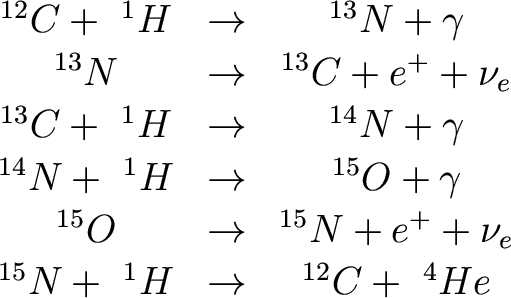 ¹²C + ¹H → ¹³N + γ
¹³N → ¹³C + e⁺ + νₑ
¹³C + ¹H → ¹⁴N + γ
¹⁴N + ¹H → ¹⁵O + γ
¹⁵O → ¹⁵N + e⁺ + νₑ
¹⁵N + ¹H → ¹²C + ⁴He